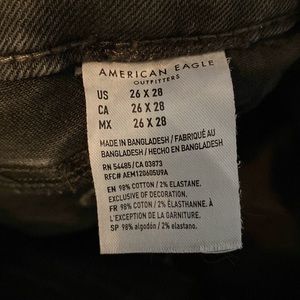 AMERICAN EAGLE
OUTFITTERS
US 26 X 28
CA 26 X 28
MX 26 X 28
MADE IN BANGLADESH / FABRIQUÉ AU
BANGLADESH / HECHO EN BANGLADESH
RN 54485 / CA 03873
RFC# AEM120605U9A
EN 98% COTTON / 2% ELASTANE.
EXCLUSIVE OF DECORATION.
FR 98% COTON / 2% ÉLASTHANNE. À
L'EXCEPTION DE LA GARNITURE.
SP 98% algodón / 2% elastano.